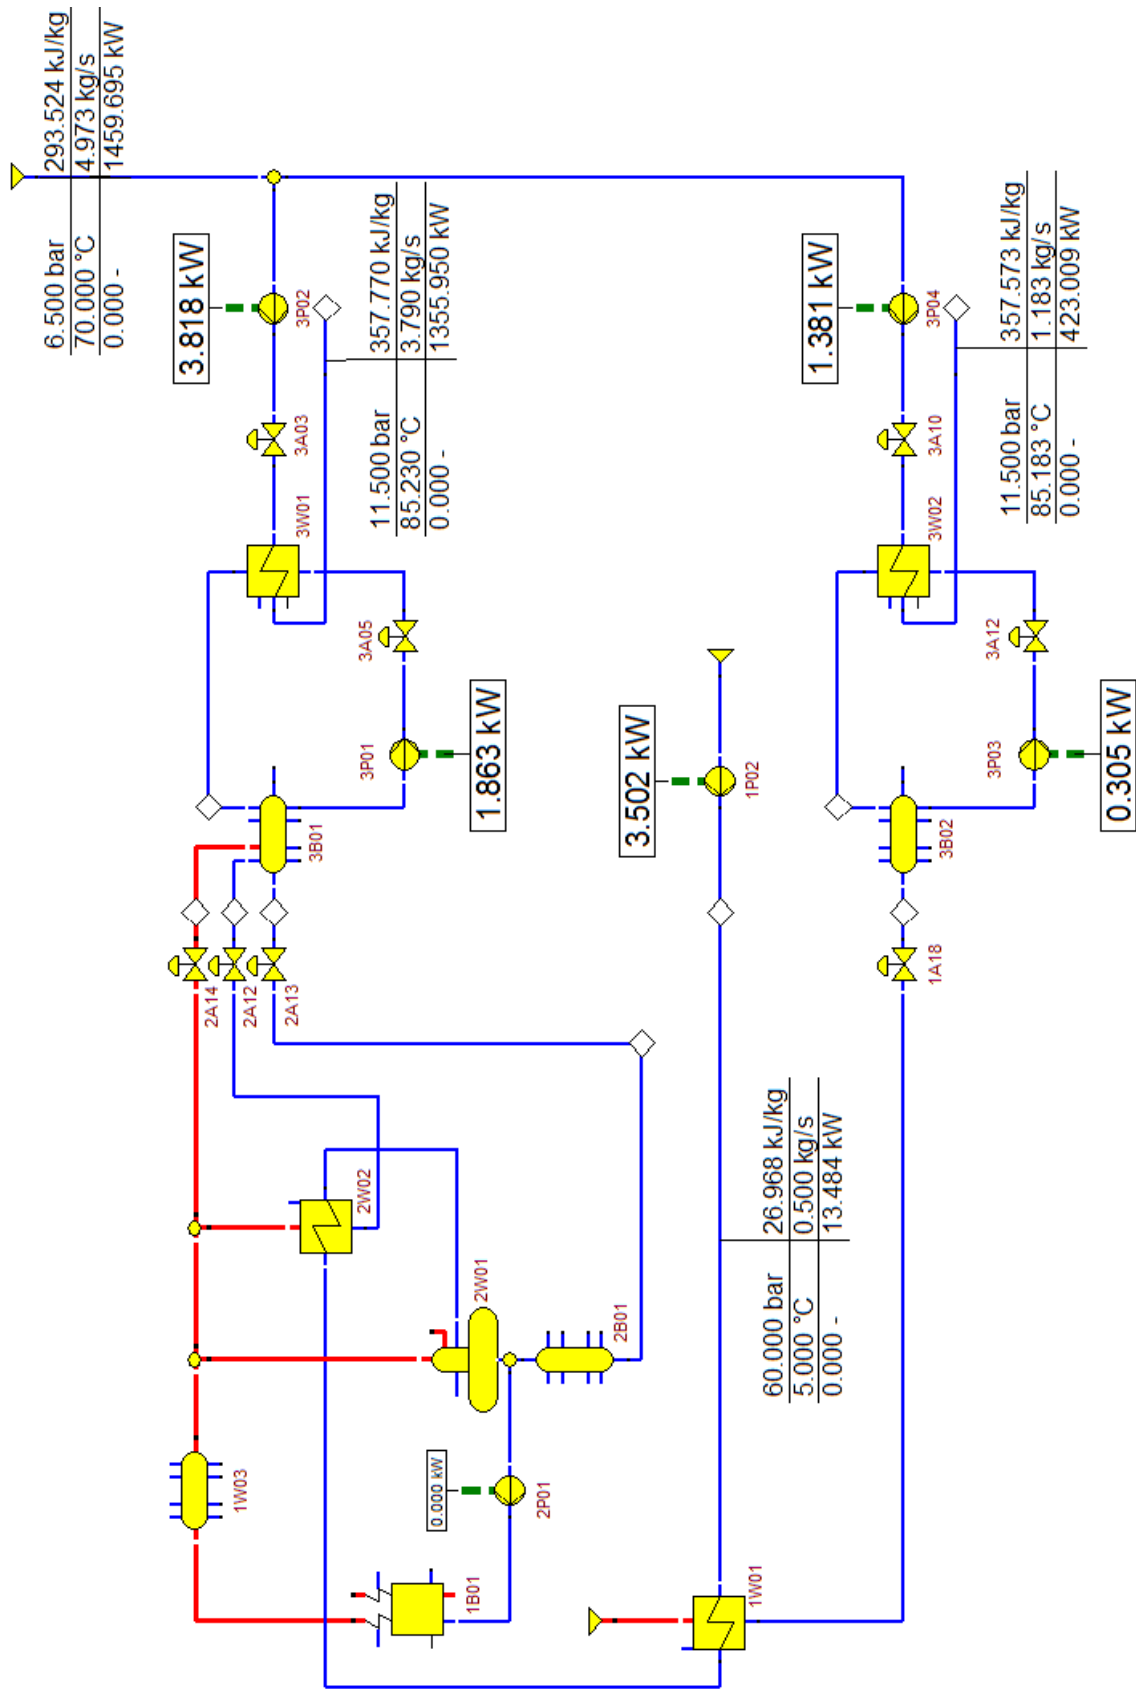 6.500 bar 293.524 kJ/kg
70.000 °C 4.973 kg/s
0.000 - 1459.695 kW
3.818 kW
3P02
3A03
3W01
11.500 bar 357.770 kJ/kg
85.230 °C 3.790 kg/s
0.000 - 1355.950 kW
3A05
3P01
1.863 kW
3B01
2A14
2A12
2A13
2W02
2W01
2B01
1W03
0.000 kW
2P01
1B01
3.502 kW
1P02
60.000 bar 26.968 kJ/kg
5.000 °C 0.500 kg/s
0.000 - 13.484 kW
1W01
1.381 kW
3P04
3A10
3W02
11.500 bar 357.573 kJ/kg
85.183 °C 1.183 kg/s
0.000 - 423.009 kW
3A12
3P03
0.305 kW
3B02
1A18